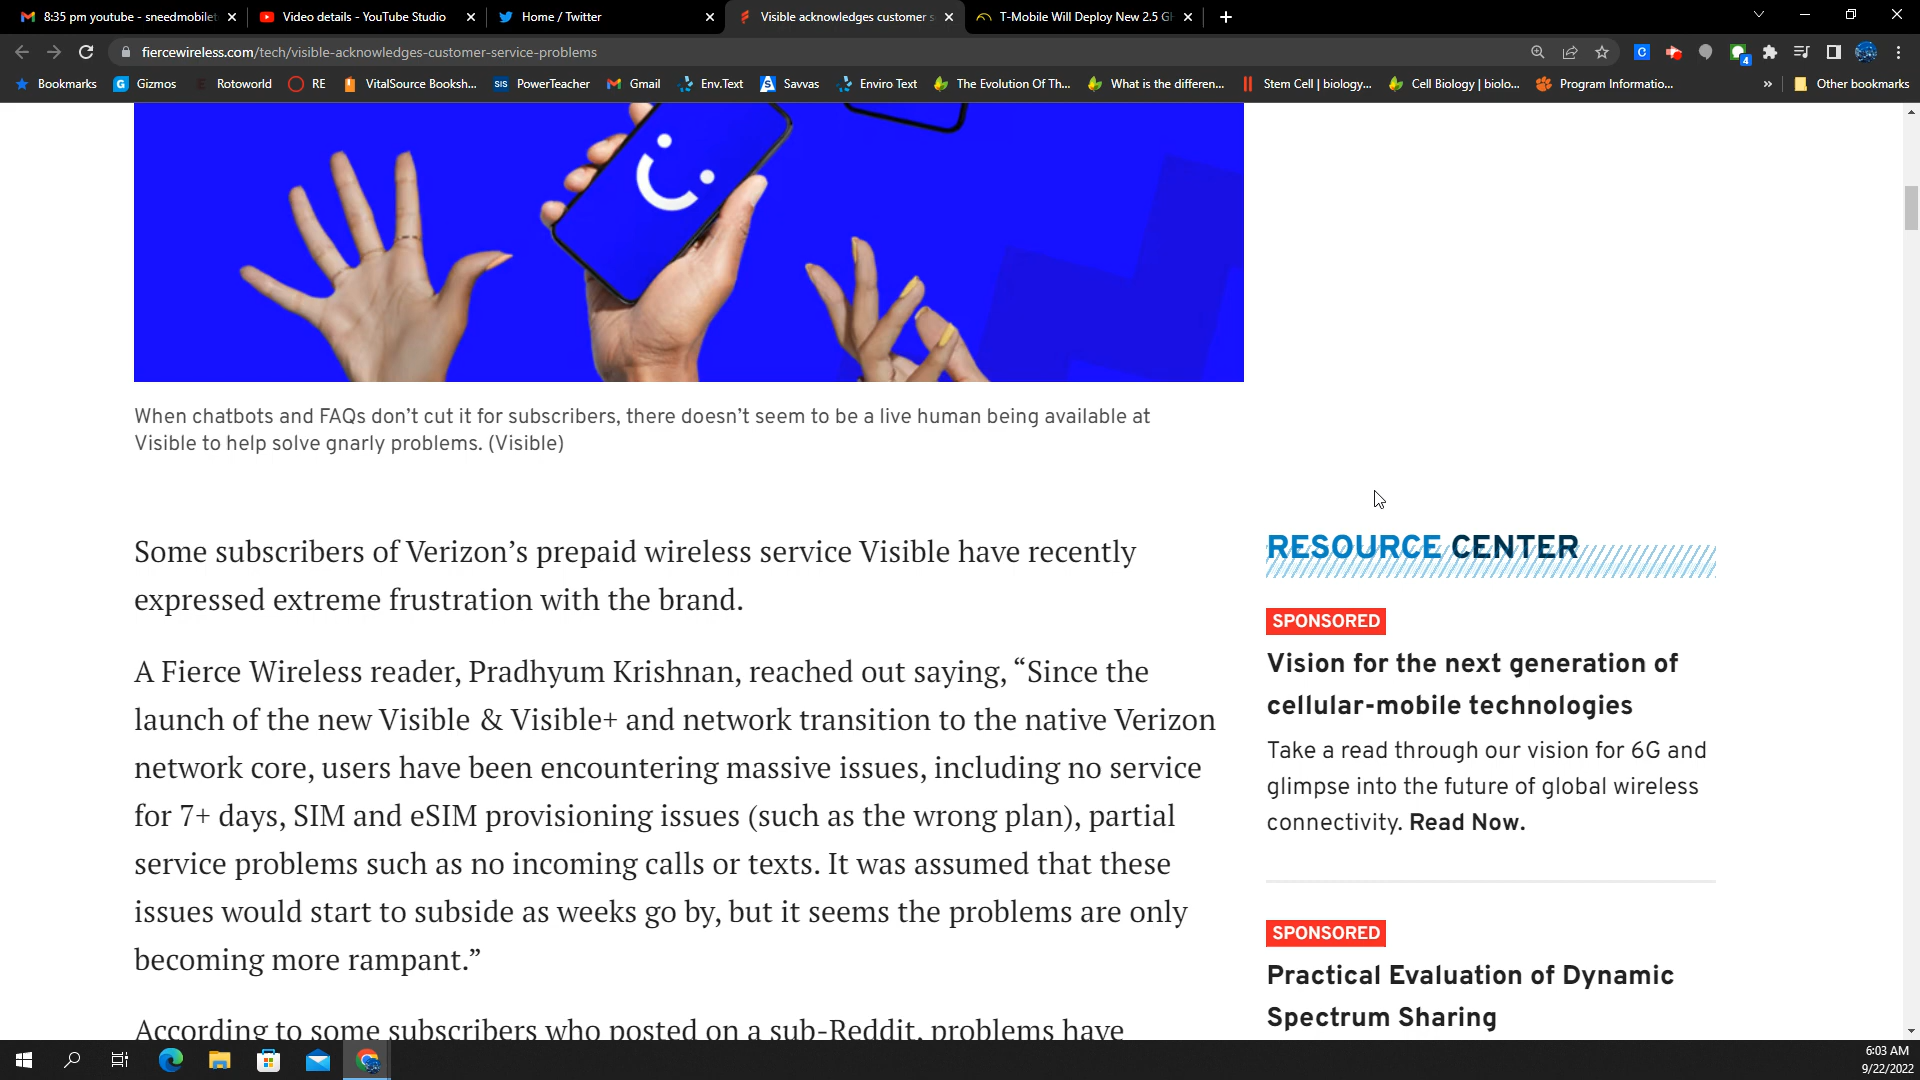 8:35 pm youtube - sneedmobilet
Video details - YouTube Studio
Home / Twitter
Visible acknowledges customer s
T-Mobile Will Deploy New 2.5 GH
fiercewireless.com/tech/visible-acknowledges-customer-service-problems
Bookmarks
Gizmos
Rotoworld
RE
VitalSource Booksh...
SIS PowerTeacher
Gmail
Env.Text
Savvas
Enviro Text
The Evolution Of Th...
What is the differen...
Stem Cell | biology...
Cell Biology | biolo...
Program Informatio...
»
Other bookmarks
When chatbots and FAQs don't cut it for subscribers, there doesn't seem to be a live human being available at
Visible to help solve gnarly problems. (Visible)
Some subscribers of Verizon’s prepaid wireless service Visible have recently
expressed extreme frustration with the brand.
A Fierce Wireless reader, Pradhyum Krishnan, reached out saying, “Since the
launch of the new Visible & Visible+ and network transition to the native Verizon
network core, users have been encountering massive issues, including no service
for 7+ days, SIM and eSIM provisioning issues (such as the wrong plan), partial
service problems such as no incoming calls or texts. It was assumed that these
issues would start to subside as weeks go by, but it seems the problems are only
becoming more rampant.”
According to some subscribers who posted on a sub-Reddit, problems have
RESOURCE CENTER
SPONSORED
Vision for the next generation of
cellular-mobile technologies
Take a read through our vision for 6G and
glimpse into the future of global wireless
connectivity. Read Now.
SPONSORED
Practical Evaluation of Dynamic
Spectrum Sharing
6:03 AM
9/22/2022